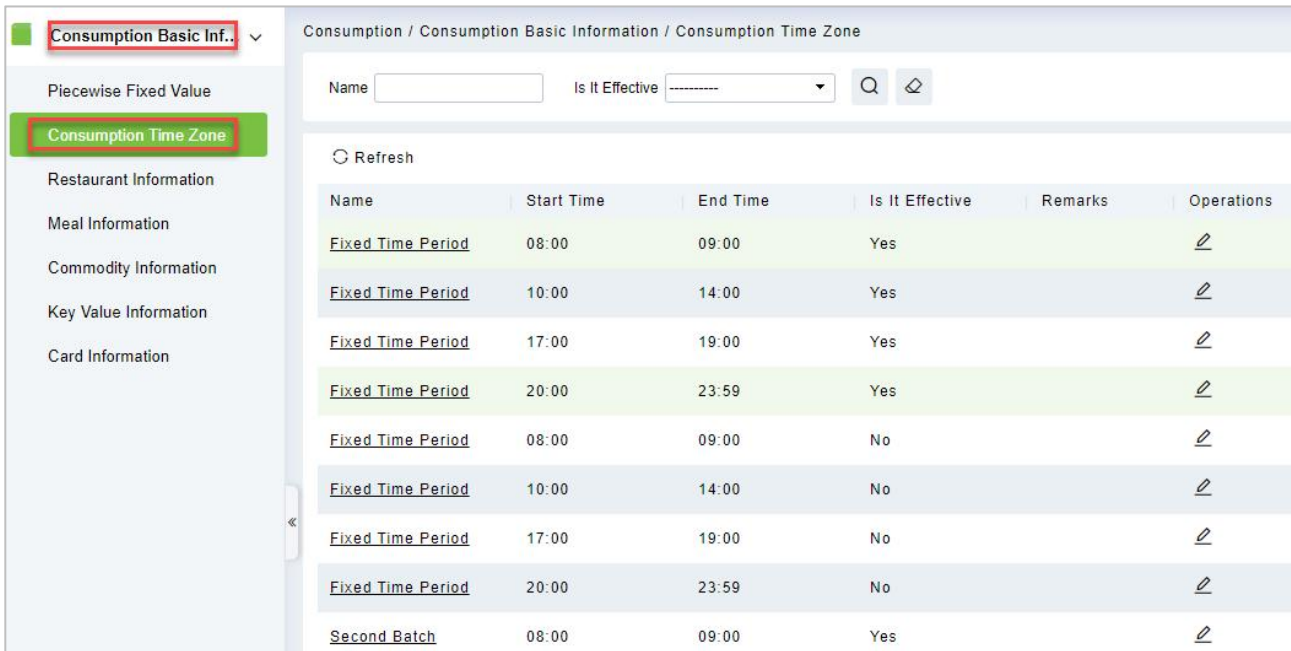 Consumption Basic Inf...
Piecewise Fixed Value
Consumption Time Zone
Restaurant Information
Meal Information
Commodity Information
Key Value Information
Card Information
Consumption / Consumption Basic Information / Consumption Time Zone
Name Is It Effective ----------
Refresh
Name Start Time End Time Is It Effective Remarks Operations
Fixed Time Period 08:00 09:00 Yes
Fixed Time Period 10:00 14:00 Yes
Fixed Time Period 17:00 19:00 Yes
Fixed Time Period 20:00 23:59 Yes
Fixed Time Period 08:00 09:00 No
Fixed Time Period 10:00 14:00 No
Fixed Time Period 17:00 19:00 No
Fixed Time Period 20:00 23:59 No
Second Batch 08:00 09:00 Yes